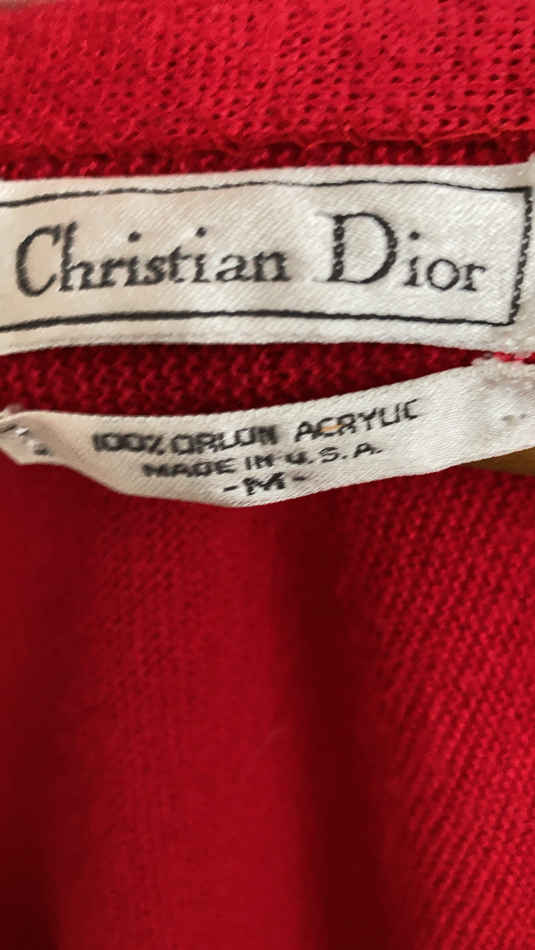 Christian Dior
100% ORLON ACRYLIC
MADE IN U.S.A.
-M-